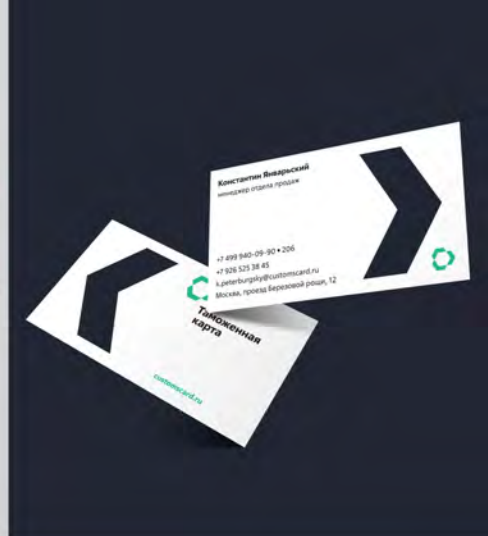 Константин Январьский
менеджер отдела продаж
+7 499 940-09-90 • 206
+7 926 525 38 45
k.peterburgsky@customscard.ru
Москва, проезд Березовой рощи, 12
Таможенная
карта
customscard.ru